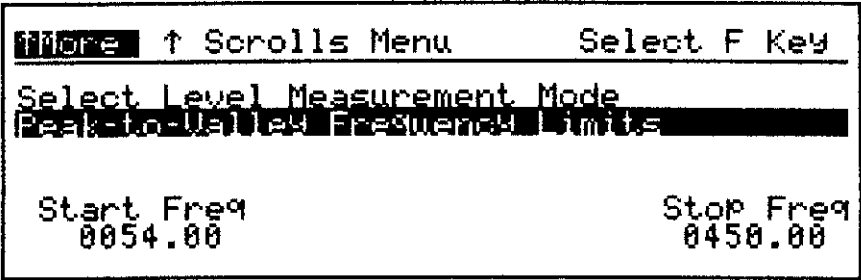 ↑More ↑ Scrolls Menu Select F Key
Select Level Measurement Mode
Peak-to-Valley Frequency Limits
Start Freq Stop Freq
0054.00 0450.00